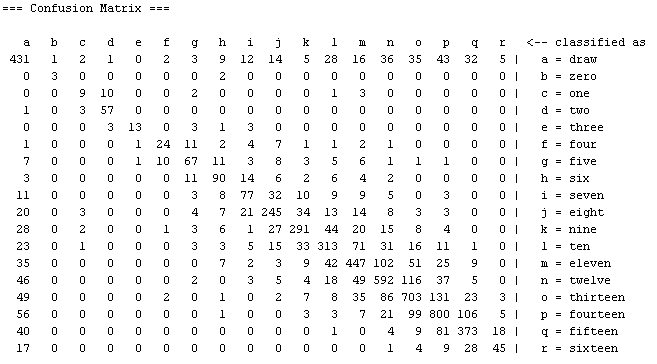 === Confusion Matrix ===
a b c d e f g h i j k l m n o p q r <-- classified as
431 1 2 1 0 2 3 9 12 14 5 28 16 36 35 43 32 5 | a = draw
0 3 0 0 0 0 0 2 0 0 0 0 0 0 0 0 0 0 | b = zero
0 0 9 10 0 0 2 0 0 0 0 1 3 0 0 0 0 0 | c = one
1 0 3 57 0 0 0 0 0 0 0 0 0 0 0 0 0 0 | d = two
0 0 0 3 13 0 3 1 3 0 0 0 0 0 0 0 0 0 | e = three
1 0 0 0 1 24 11 2 4 7 1 1 2 1 0 0 0 0 | f = four
7 0 0 0 1 10 67 11 3 8 3 5 6 1 1 1 0 0 | g = five
3 0 0 0 0 0 11 90 14 6 2 6 4 2 0 0 0 0 | h = six
11 0 0 0 0 0 3 8 77 32 10 9 9 5 0 3 0 0 | i = seven
20 0 3 0 0 0 4 7 21 245 34 13 14 8 3 3 0 0 | j = eight
28 0 2 0 0 1 3 6 1 27 291 44 20 15 8 4 0 0 | k = nine
23 0 1 0 0 0 3 3 5 15 33 313 71 31 16 11 1 0 | l = ten
35 0 0 0 0 0 0 7 2 3 9 42 447 102 51 25 9 0 | m = eleven
46 0 0 0 0 0 2 0 3 5 4 18 49 592 116 37 5 0 | n = twelve
49 0 0 0 0 2 0 1 0 2 7 8 35 86 703 131 23 3 | o = thirteen
56 0 0 0 0 0 0 1 0 0 3 3 7 21 99 800 106 5 | p = fourteen
40 0 0 0 0 0 0 0 0 0 0 1 0 4 9 81 373 18 | q = fifteen
17 0 0 0 0 0 0 0 0 0 0 0 0 1 4 9 28 45 | r = sixteen